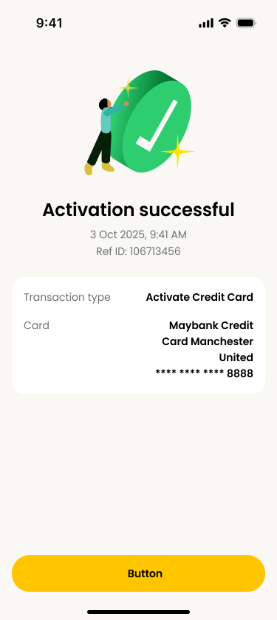 9:41
Activation successful
3 Oct 2025, 9:41 AM
Ref ID: 106713456
Transaction type Activate Credit Card
Card Maybank Credit
Card Manchester
United
**** **** **** 8888
Button